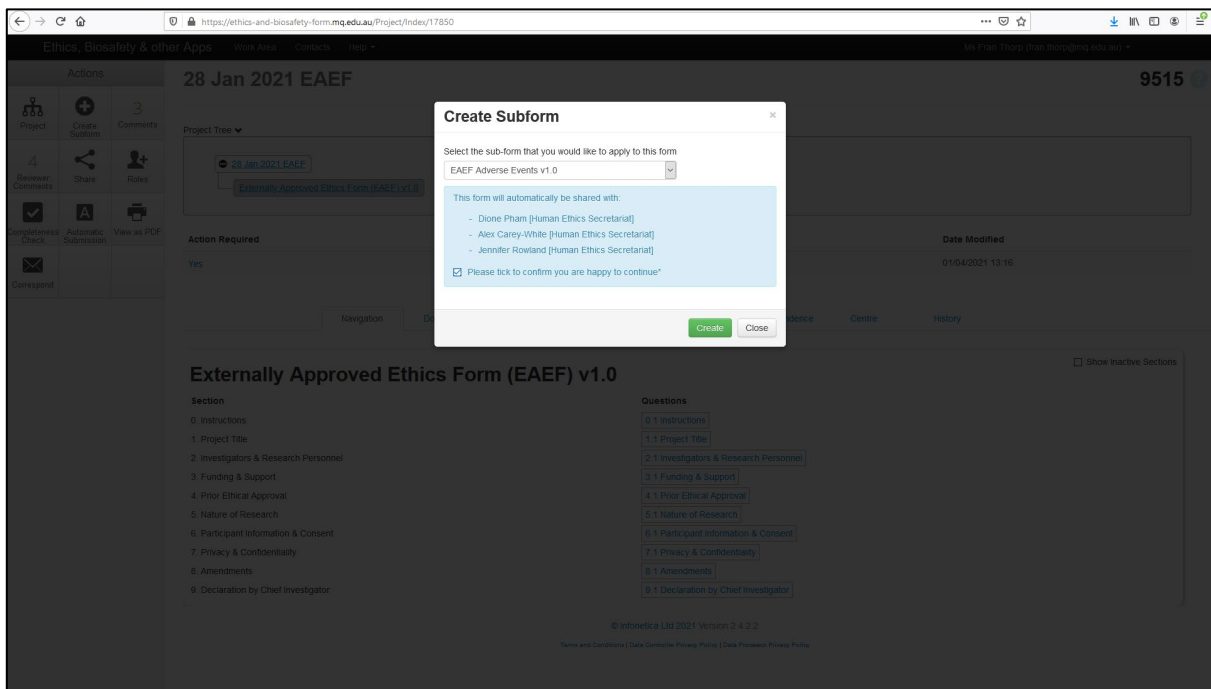 https://ethics-and-biosafety-form.mq.edu.au/Project/Index/17850
Ethics, Biosafety & other Apps
Work Area
Contacts
Help
Fran Thorp (fran.thorp@mq.edu.au)
Actions
Project
Create Subform
3
Comments
4
Reviewer Comments
Share
Roles
Completeness Check
Automatic Submission
View as PDF
Correspond
28 Jan 2021 EAEF
9515
Project Tree
28 Jan 2021 EAEF
Externally Approved Ethics Form (EAEF) v1.0
Action Required
Date Modified
Yes
01/04/2021 13:16
Create Subform
×
Select the sub-form that you would like to apply to this form
EAEF Adverse Events v1.0
This form will automatically be shared with:
- Dione Pham [Human Ethics Secretariat]
- Alex Carey-White [Human Ethics Secretariat]
- Jennifer Rowland [Human Ethics Secretariat]
Please tick to confirm you are happy to continue*
Create
Close
Navigation
Centre
History
Show Inactive Sections
Externally Approved Ethics Form (EAEF) v1.0
Section
Questions
0. Instructions
0.1 Instructions
1. Project Title
1.1 Project Title
2. Investigators & Research Personnel
2.1 Investigators & Research Personnel
3. Funding & Support
3.1 Funding & Support
4. Prior Ethical Approval
4.1 Prior Ethical Approval
5. Nature of Research
5.1 Nature of Research
6. Participant Information & Consent
6.1 Participant Information & Consent
7. Privacy & Confidentiality
7.1 Privacy & Confidentiality
8. Amendments
8.1 Amendments
9. Declaration by Chief Investigator
9.1 Declaration by Chief Investigator
© Infonetica Ltd 2021 Version 2.4.2.2
Terms and Conditions | Data Controller Privacy Policy | Data Processor Privacy Policy